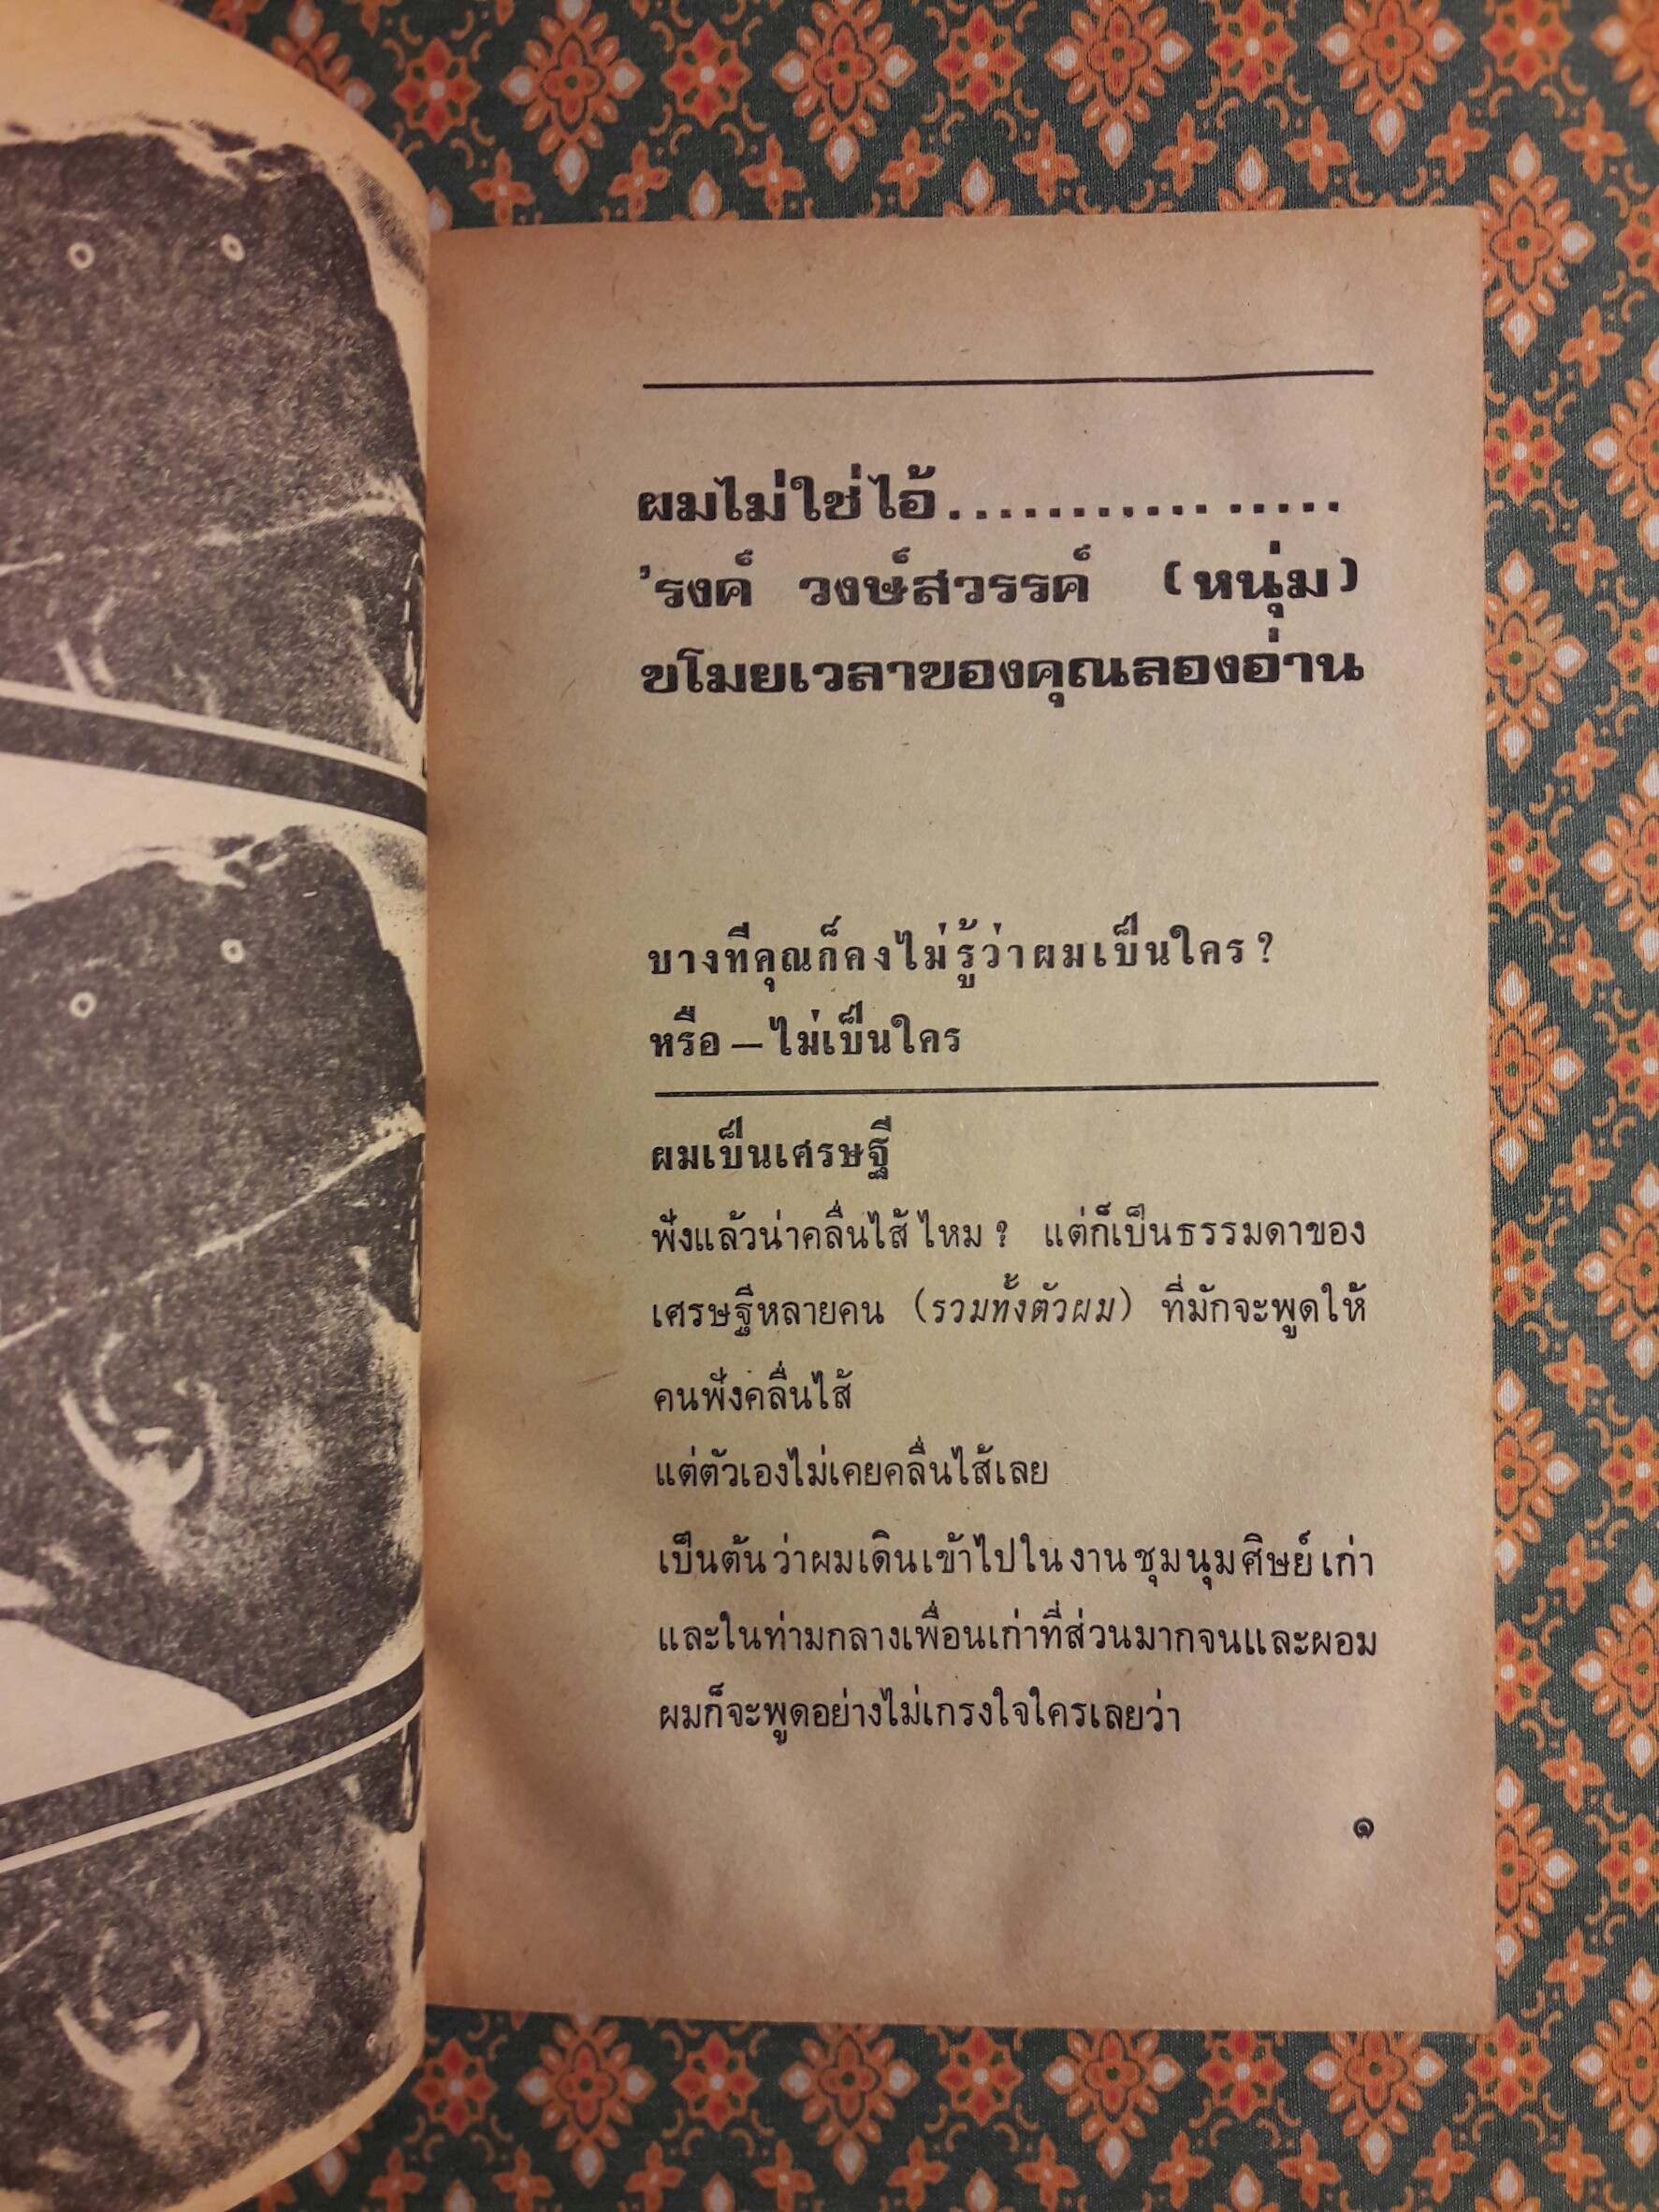 ผมไม่ใช่ไอ้................
'รงค์ วงษ์สวรรค์ (หนุ่ม)
ขโมยเวลาของคุณลองอ่าน
บางทีคุณก็คงไม่รู้ว่าผมเป็นใคร?
หรือ—ไม่เป็นใคร
ผมเป็นเศรษฐี
ฟังแล้วน่าคลื่นไส้ไหม? แต่ก็เป็นธรรมดาของ
เศรษฐีหลายคน (รวมทั้งตัวผม) ที่มักจะพูดให้
คนฟังคลื่นไส้
แต่ตัวเองไม่เคยคลื่นไส้เลย
เป็นต้นว่าผมเดินเข้าไปในงานชุมนุมศิษย์เก่า
และในท่ามกลางเพื่อนเก่าที่ส่วนมากจนและผอม
ผมก็จะพูดอย่างไม่เกรงใจใครเลยว่า
๑